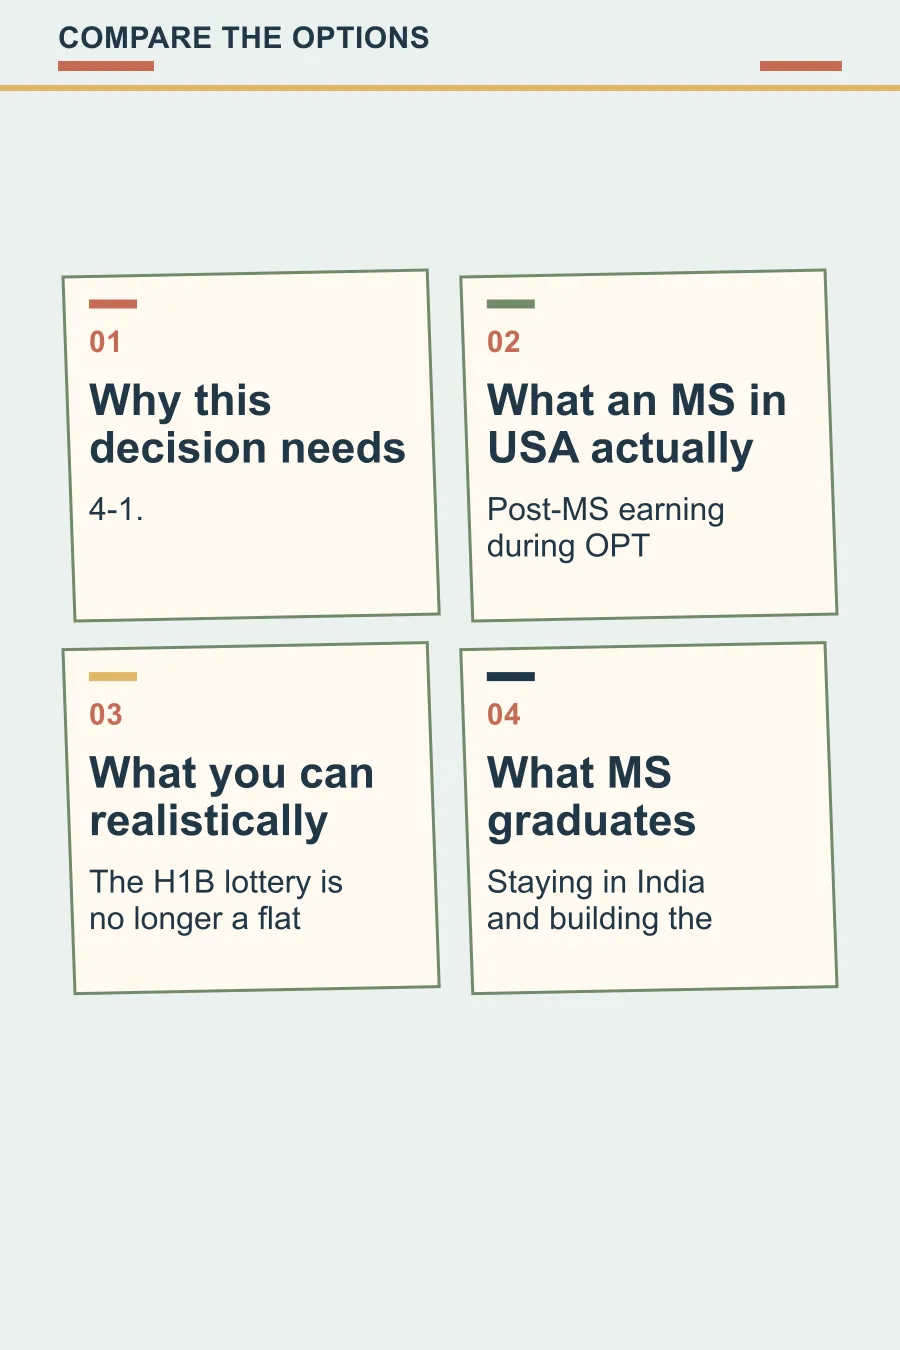 COMPARE THE OPTIONS
01
Why this
decision needs
4-1.
02
What an MS in
USA actually
Post-MS earning
during OPT
03
What you can
realistically
The H1B lottery is
no longer a flat
04
What MS
graduates
Staying in India
and building the